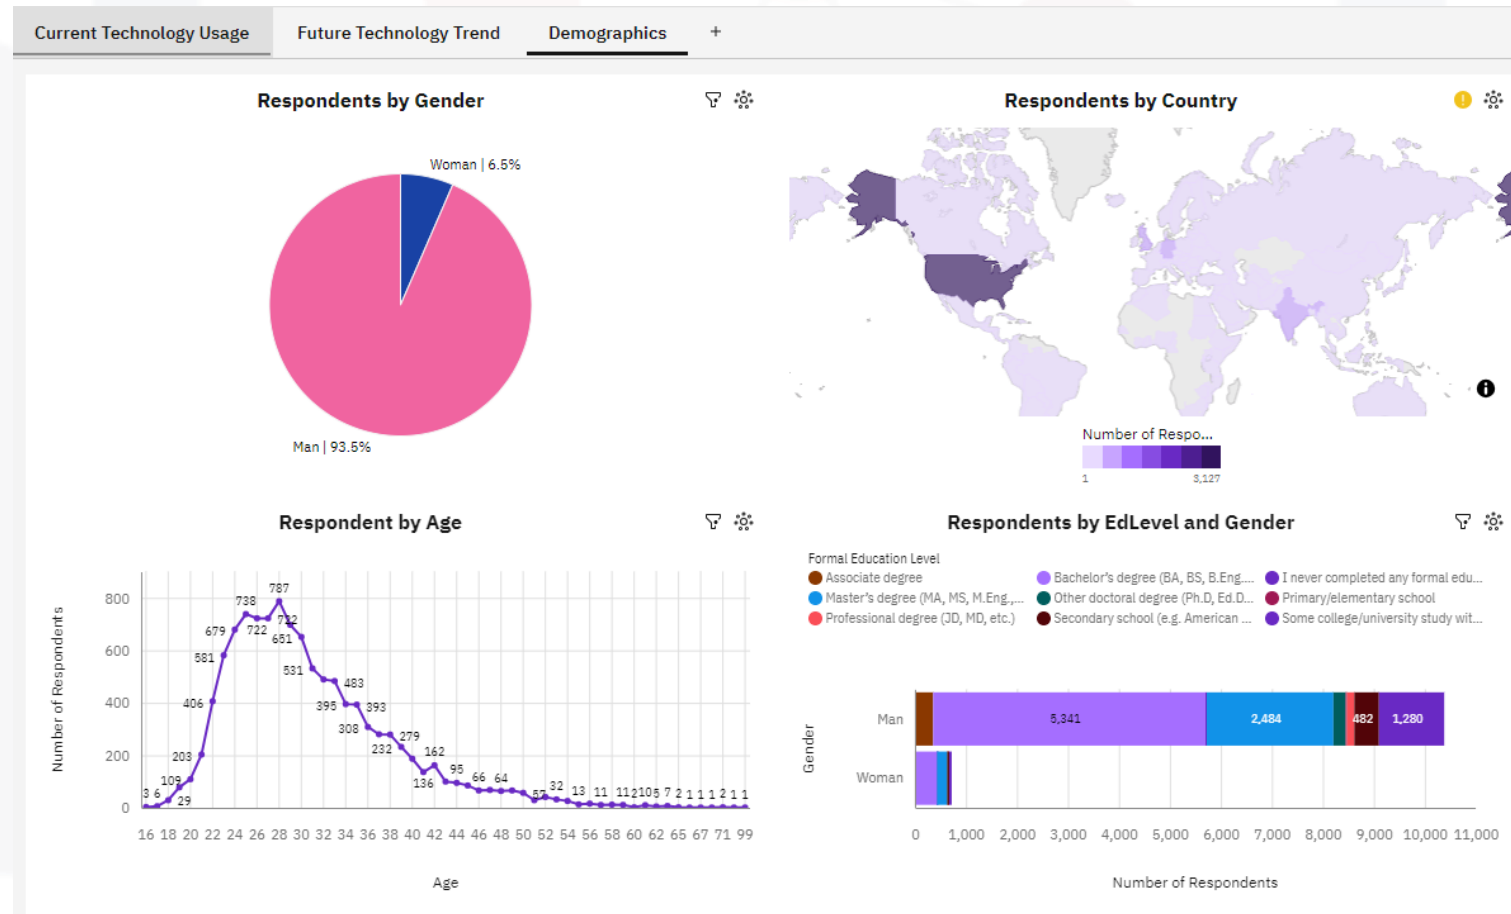 Current Technology Usage Future Technology Trend Demographics +
Respondents by Gender
Woman | 6.5%
Man | 93.5%
Respondents by Country
Number of Respo...
1 3,127
Respondent by Age
Number of Respondents
800
600
400
200
0
3 6 29 109 203 406 581 679 738 722 787 722 651 531 483 395 393 308 232 279 136 162 95 66 64 57 32 13 11 11 2 10 5 7 2 1 1 1 2 1 1
16 18 20 22 24 26 28 30 32 34 36 38 40 42 44 46 48 50 52 54 56 58 60 62 65 67 71 99
Age
Respondents by EdLevel and Gender
Formal Education Level
Associate degree Bachelor's degree (BA, BS, B.Eng.... I never completed any formal edu...
Master's degree (MA, MS, M.Eng.,... Other doctoral degree (Ph.D, Ed.D... Primary/elementary school
Professional degree (JD, MD, etc.) Secondary school (e.g. American ... Some college/university study wit...
Gender
Man 5,341 2,484 482 1,280
Woman
0 1,000 2,000 3,000 4,000 5,000 6,000 7,000 8,000 9,000 10,000 11,000
Number of Respondents